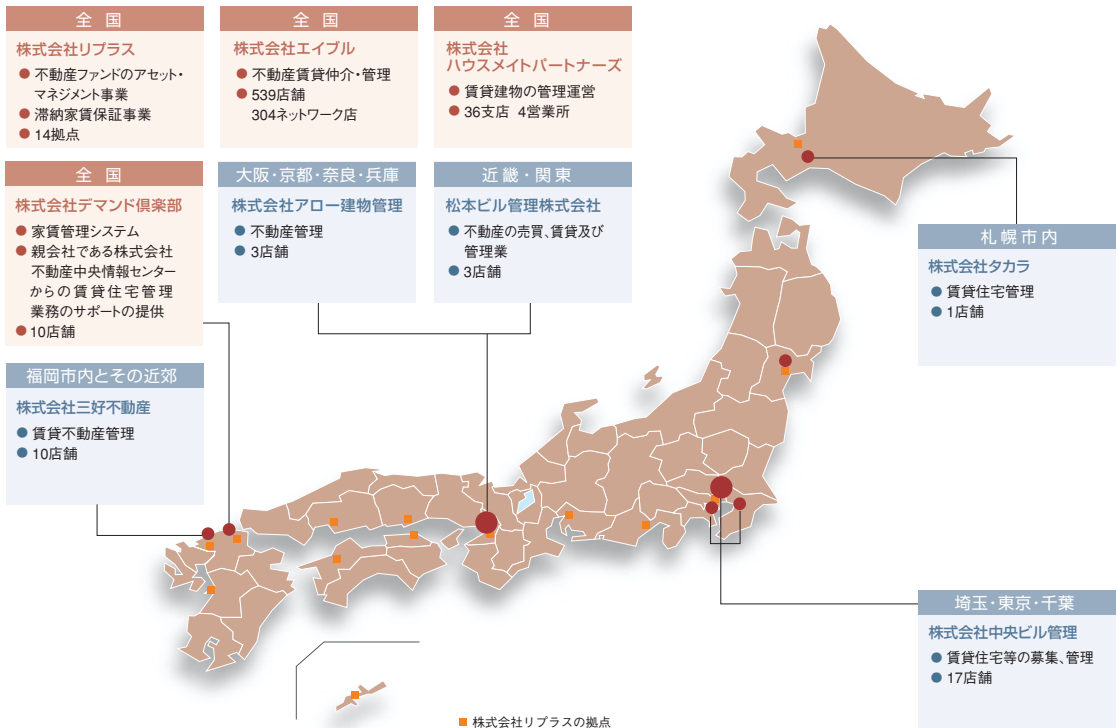 全国
株式会社リプラス
● 不動産ファンドのアセット・
マネジメント事業
● 滞納家賃保証事業
● 14拠点
全国
株式会社エイブル
● 不動産賃貸仲介・管理
● 539店舗
304ネットワーク店
全国
株式会社
ハウスメイトパートナーズ
● 賃貸建物の管理運営
● 36支店 4営業所
全国
株式会社デマンド倶楽部
● 家賃管理システム
● 親会社である株式会社
不動産中央情報センター
からの賃貸住宅管理
業務のサポートの提供
● 10店舗
大阪・京都・奈良・兵庫
株式会社アロー建物管理
● 不動産管理
● 3店舗
近畿・関東
松本ビル管理株式会社
● 不動産の売買、賃貸及び
管理業
● 3店舗
札幌市内
株式会社タカラ
● 賃貸住宅管理
● 1店舗
福岡市内とその近郊
株式会社三好不動産
● 賃貸不動産管理
● 10店舗
埼玉・東京・千葉
株式会社中央ビル管理
● 賃貸住宅等の募集、管理
● 17店舗
■ 株式会社リプラスの拠点